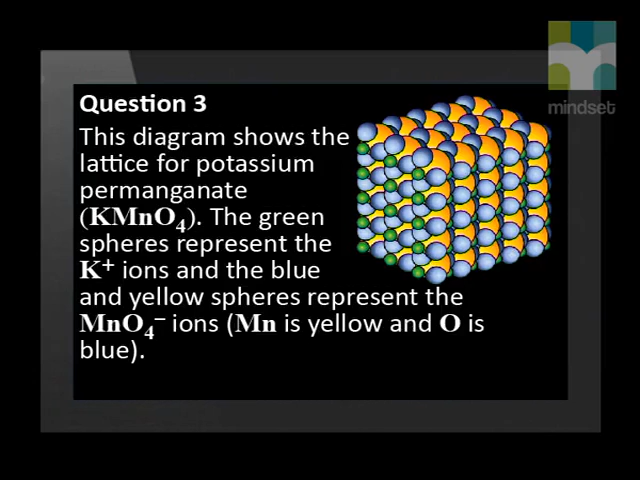 mindset
Question 3
This diagram shows the
lattice for potassium
permanganate
(KMnO₄). The green
spheres represent the
K⁺ ions and the blue
and yellow spheres represent the
MnO₄⁻ ions (Mn is yellow and O is
blue).